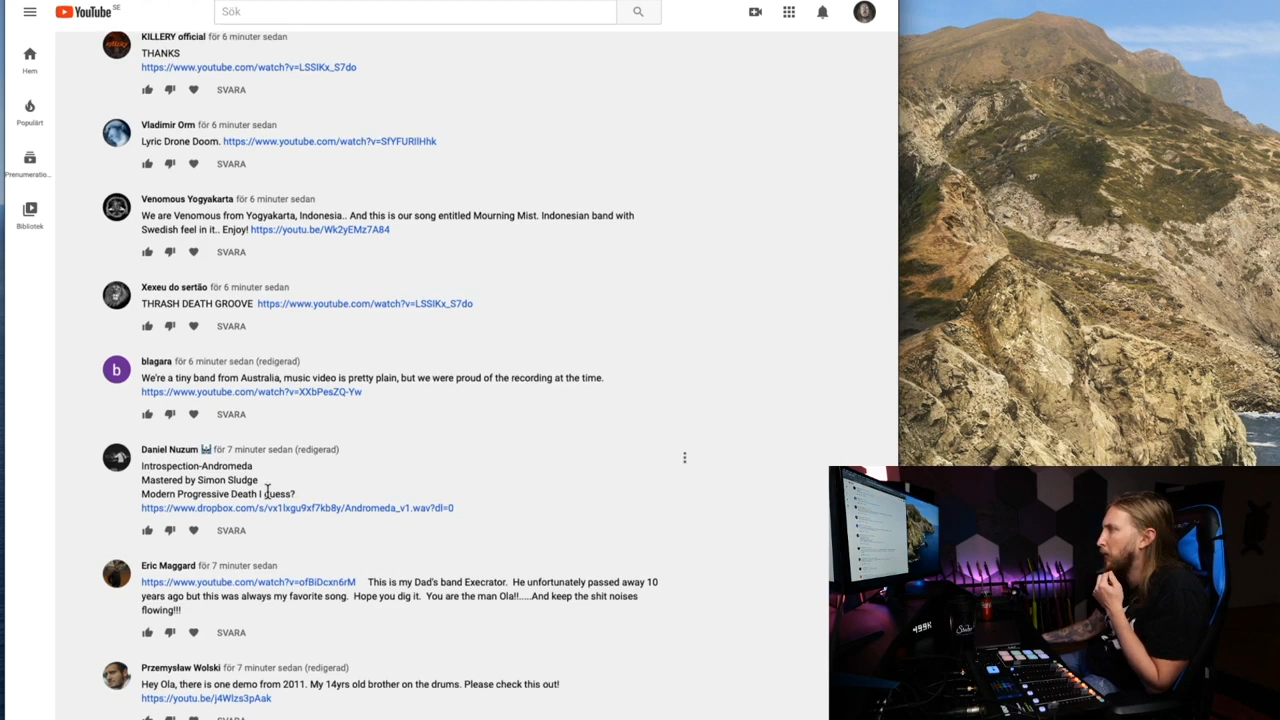 YouTube SE
Sök
Hem
Populärt
Prenumeratio...
Bibliotek
KILLERY official för 6 minuter sedan
THANKS
https://www.youtube.com/watch?v=LSSIKx_S7do
SVARA
Vladimir Orm för 6 minuter sedan
Lyric Drone Doom. https://www.youtube.com/watch?v=SfYFURIlHhk
SVARA
Venomous Yogyakarta för 6 minuter sedan
We are Venomous from Yogyakarta, Indonesia.. And this is our song entitled Mourning Mist. Indonesian band with
Swedish feel in it.. Enjoy! https://youtu.be/Wk2yEMz7A84
SVARA
Xexeu do sertão för 6 minuter sedan
THRASH DEATH GROOVE https://www.youtube.com/watch?v=LSSIKx_S7do
SVARA
b
blagara för 6 minuter sedan (redigerad)
We're a tiny band from Australia, music video is pretty plain, but we were proud of the recording at the time.
https://www.youtube.com/watch?v=XXbPesZQ-Yw
SVARA
Daniel Nuzum för 7 minuter sedan (redigerad)
Introspection-Andromeda
Mastered by Simon Sludge
Modern Progressive Death I guess?
https://www.dropbox.com/s/vx1lxgu9xf7kb8y/Andromeda_v1.wav?dl=0
SVARA
Eric Maggard för 7 minuter sedan
https://www.youtube.com/watch?v=ofBiDcxn6rM This is my Dad's band Execrator. He unfortunately passed away 10
years ago but this was always my favorite song. Hope you dig it. You are the man Ola!!.....And keep the shit noises
flowing!!!
SVARA
Przemysław Wolski för 7 minuter sedan (redigerad)
Hey Ola, there is one demo from 2011. My 14yrs old brother on the drums. Please check this out!
https://youtu.be/j4Wlzs3pAak
499K